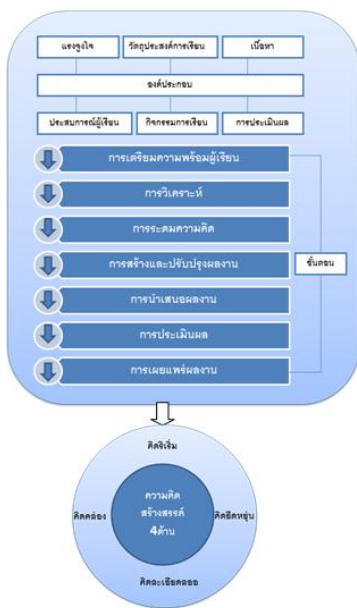 แรงจูงใจ
วัตถุประสงค์การเรียน
เนื้อหา
องค์ประกอบ
ประสบการณ์ผู้เรียน
กิจกรรมการเรียน
การประเมินผล
การเตรียมความพร้อมผู้เรียน
การวิเคราะห์
การระดมความคิด
การสร้างและปรับปรุงผลงาน
ขั้นตอน
การนำเสนอผลงาน
การประเมินผล
การเผยแพร่ผลงาน
คิดริเริ่ม
คิดคล่อง
ความคิด
สร้างสรรค์
4ด้าน
คิดยืดหยุ่น
คิดละเอียดลออ